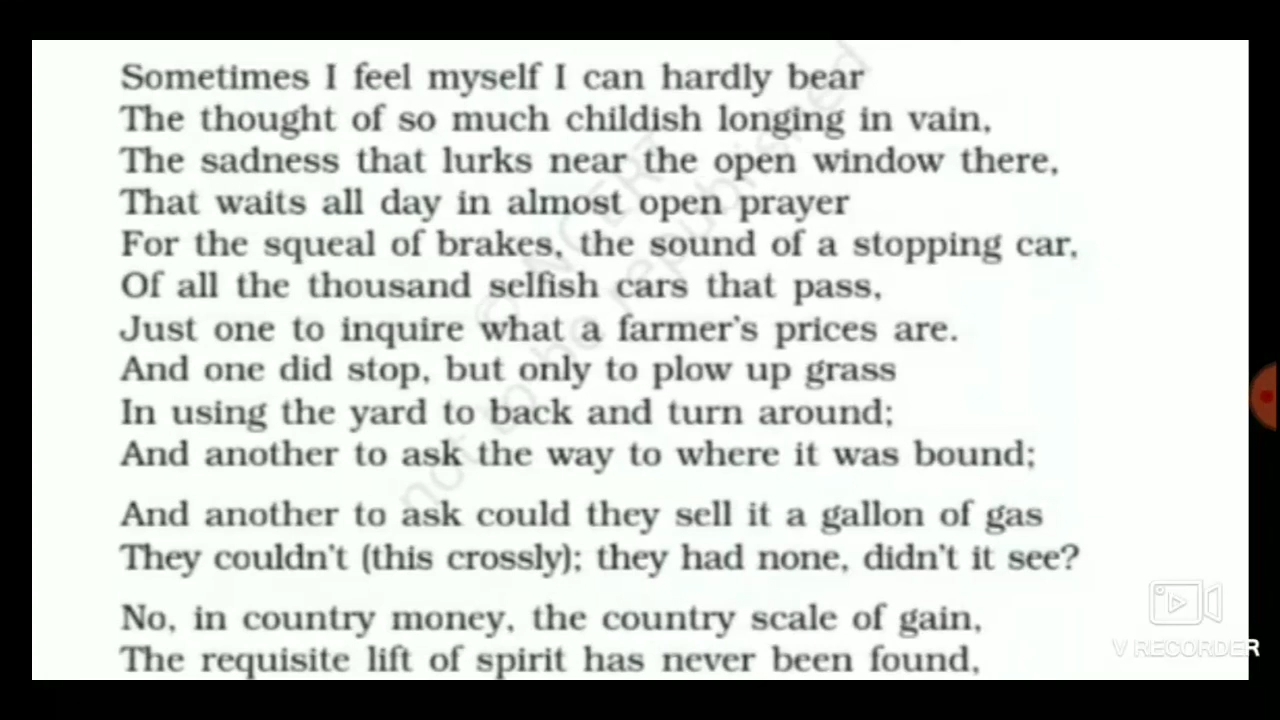 Sometimes I feel myself I can hardly bear
The thought of so much childish longing in vain,
The sadness that lurks near the open window there,
That waits all day in almost open prayer
For the squeal of brakes, the sound of a stopping car,
Of all the thousand selfish cars that pass,
Just one to inquire what a farmer's prices are.
And one did stop, but only to plow up grass
In using the yard to back and turn around;
And another to ask the way to where it was bound;
And another to ask could they sell it a gallon of gas
They couldn't (this crossly); they had none, didn't it see?
No, in country money, the country scale of gain,
The requisite lift of spirit has never been found,
© NCERT
not to be republished
V RECORDER